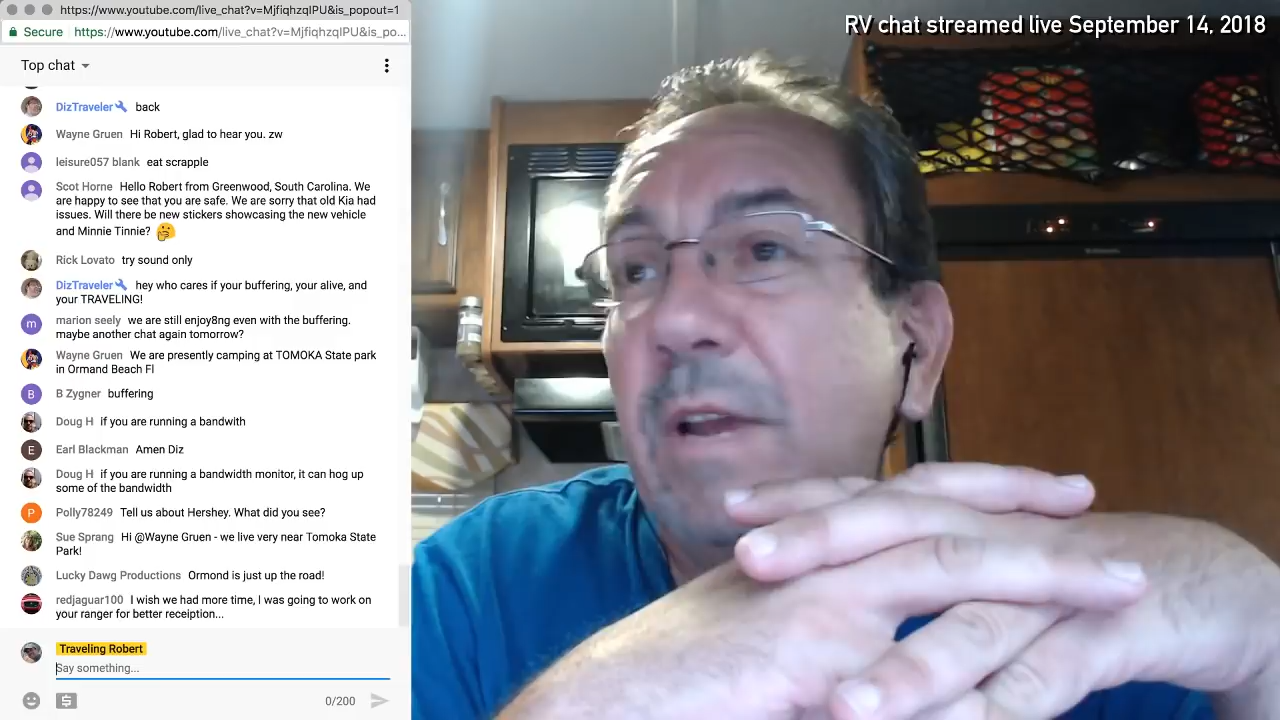 https://www.youtube.com/live_chat?v=MjfiqhzqIPU&is_popout=1
RV chat streamed live September 14, 2018
Secure https://www.youtube.com/live_chat?v=MjfiqhzqIPU&is_po...
Top chat
DizTraveler back
Wayne Gruen Hi Robert, glad to hear you. zw
leisure057 blank eat scrapple
Scot Horne Hello Robert from Greenwood, South Carolina. We
are happy to see that you are safe. We are sorry that old Kia had
issues. Will there be new stickers showcasing the new vehicle
and Minnie Tinnie? 🤔
Rick Lovato try sound only
DizTraveler hey who cares if your buffering, your alive, and
your TRAVELING!
m marion seely we are still enjoy8ng even with the buffering.
maybe another chat again tomorrow?
Wayne Gruen We are presently camping at TOMOKA State park
in Ormand Beach Fl
B B Zygner buffering
Doug H if you are running a bandwith
E Earl Blackman Amen Diz
Doug H if you are running a bandwidth monitor, it can hog up
some of the bandwidth
P Polly78249 Tell us about Hershey. What did you see?
Sue Sprang Hi @Wayne Gruen - we live very near Tomoka State
Park!
Lucky Dawg Productions Ormond is just up the road!
redjaguar100 I wish we had more time, I was going to work on
your ranger for better receiption...
Traveling Robert
Say something...
$ 0/200